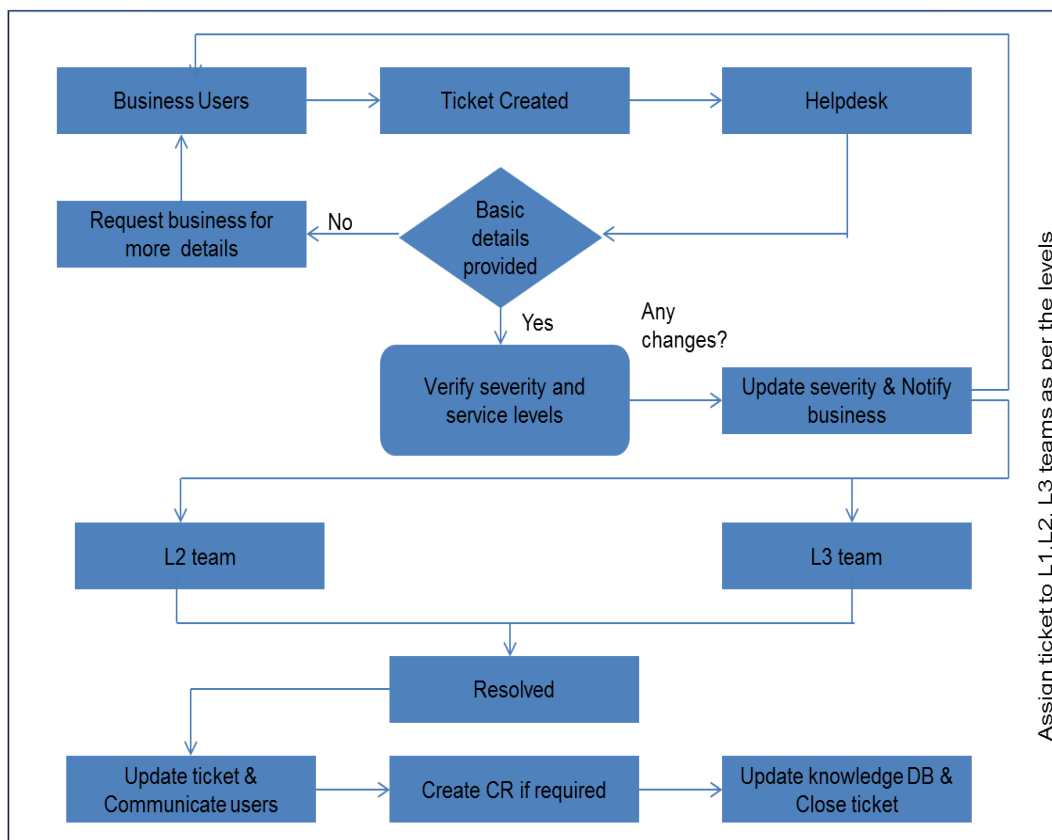 Business Users
Ticket Created
Helpdesk
Request business for
more details
No
Basic
details
provided
Yes
Any
changes?
Verify severity and
service levels
Update severity & Notify
business
Assign ticket to L1,L2, L3 teams as per the levels
L2 team
L3 team
Resolved
Update ticket &
Communicate users
Create CR if required
Update knowledge DB &
Close ticket